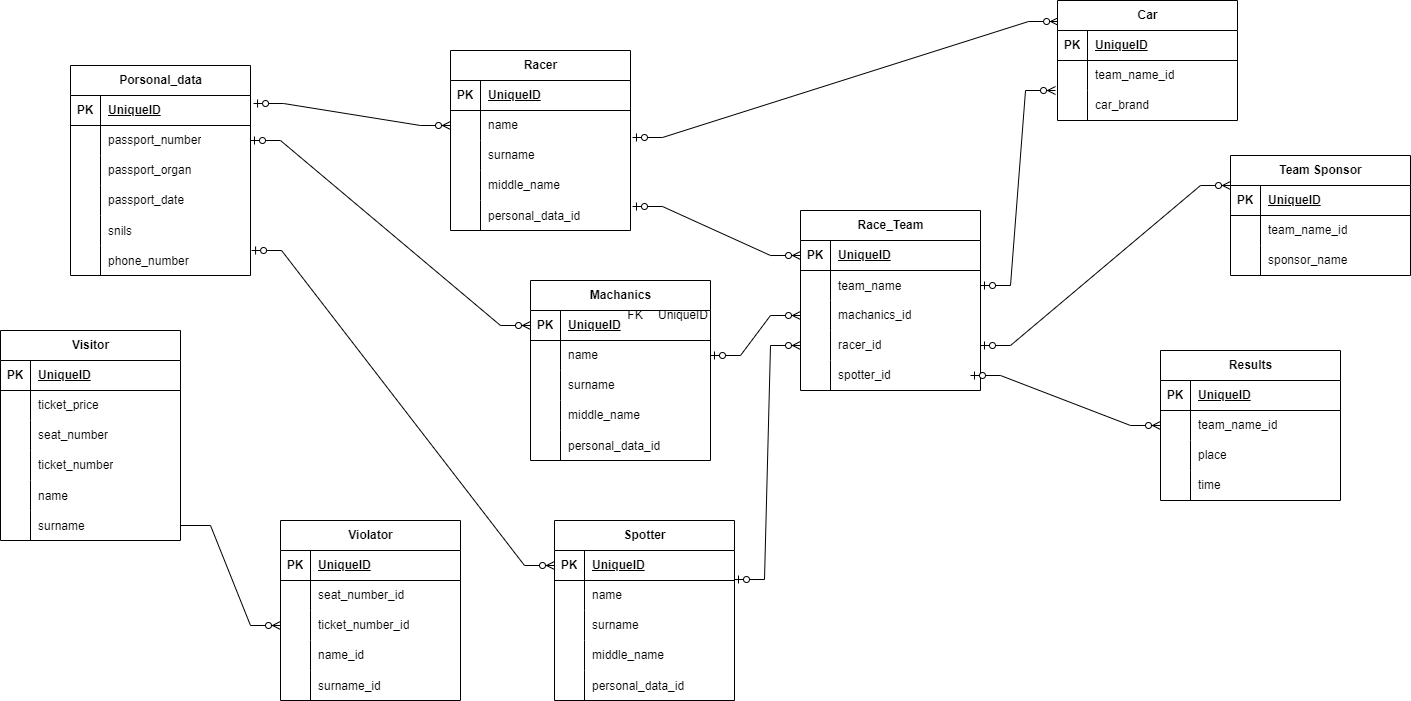 Porsonal_data
PK UniqueID
passport_number
passport_organ
passport_date
snils
phone_number
Racer
PK UniqueID
name
surname
middle_name
personal_data_id
Car
PK UniqueID
team_name_id
car_brand
Team Sponsor
PK UniqueID
team_name_id
sponsor_name
Race_Team
PK UniqueID
team_name
machanics_id
racer_id
spotter_id
Machanics
PK UniqueID
FK UniqueID
name
surname
middle_name
personal_data_id
Visitor
PK UniqueID
ticket_price
seat_number
ticket_number
name
surname
Results
PK UniqueID
team_name_id
place
time
Violator
PK UniqueID
seat_number_id
ticket_number_id
name_id
surname_id
Spotter
PK UniqueID
name
surname
middle_name
personal_data_id